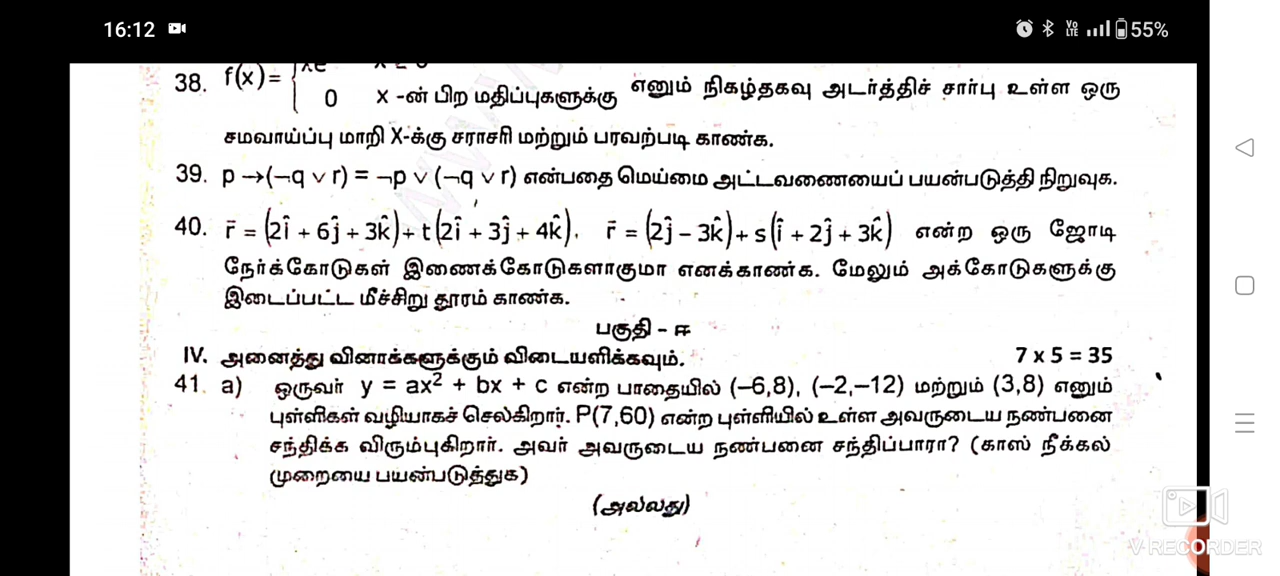 16:12 55%
38. f(x) = { 0 x -ன் பிற மதிப்புகளுக்கு எனும் நிகழ்தகவு அடர்த்திச் சார்பு உள்ள ஒரு
சமவாய்ப்பு மாறி X-க்கு சராசரி மற்றும் பரவற்படி காண்க.
39. p →(¬q ∨ r) = ¬p ∨ (¬q ∨ r) என்பதை மெய்மை அட்டவணையைப் பயன்படுத்தி நிறுவுக.
40. r̄ = (2î + 6ĵ + 3k̂) + t(2î + 3ĵ + 4k̂), r̄ = (2ĵ − 3k̂) + s(î + 2ĵ + 3k̂) என்ற ஒரு ஜோடி
நேர்க்கோடுகள் இணைக்கோடுகளாகுமா எனக்காண்க. மேலும் அக்கோடுகளுக்கு
இடைப்பட்ட மீச்சிறு தூரம் காண்க.
பகுதி - ஈ
IV. அனைத்து வினாக்களுக்கும் விடையளிக்கவும். 7 x 5 = 35
41. a) ஒருவர் y = ax² + bx + c என்ற பாதையில் (–6,8), (–2,–12) மற்றும் (3,8) எனும்
புள்ளிகள் வழியாகச் செல்கிறார். P(7,60) என்ற புள்ளியில் உள்ள அவருடைய நண்பனை
சந்திக்க விரும்புகிறார். அவர் அவருடைய நண்பனை சந்திப்பாரா? (காஸ் நீக்கல்
முறையை பயன்படுத்துக)
(அல்லது)
V-RECORDER